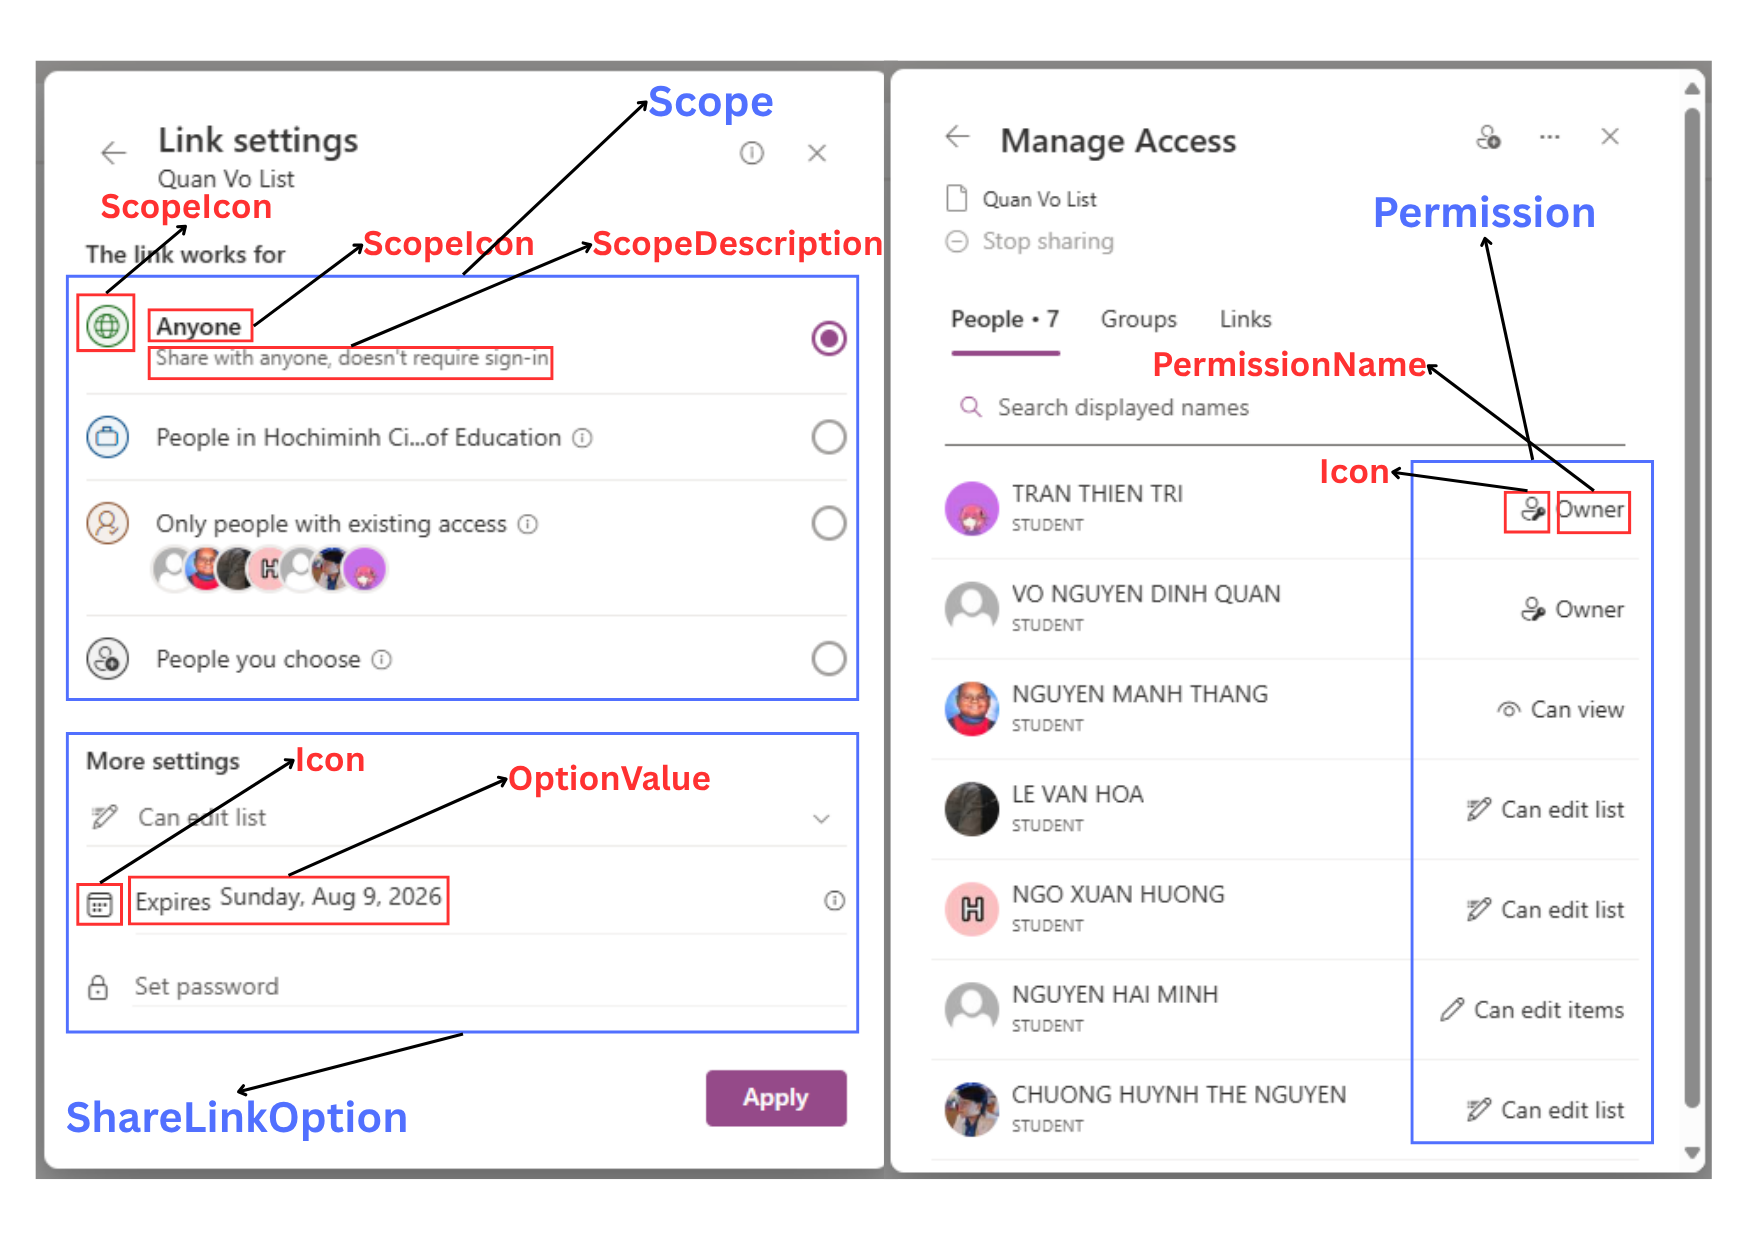 Scope
Link settings
Quan Vo List
ScopeIcon
The link works for
ScopeIcon
ScopeDescription
Anyone
Share with anyone, doesn't require sign-in
People in Hochiminh Ci...of Education
Only people with existing access
H
People you choose
More settings
Icon
OptionValue
Can edit list
Expires Sunday, Aug 9, 2026
Set password
ShareLinkOption
Apply
Manage Access
Quan Vo List
Permission
Stop sharing
People • 7
Groups
Links
PermissionName
Search displayed names
Icon
TRAN THIEN TRI
STUDENT
Owner
VO NGUYEN DINH QUAN
STUDENT
Owner
NGUYEN MANH THANG
STUDENT
Can view
LE VAN HOA
STUDENT
Can edit list
H
NGO XUAN HUONG
STUDENT
Can edit list
NGUYEN HAI MINH
STUDENT
Can edit items
CHUONG HUYNH THE NGUYEN
STUDENT
Can edit list